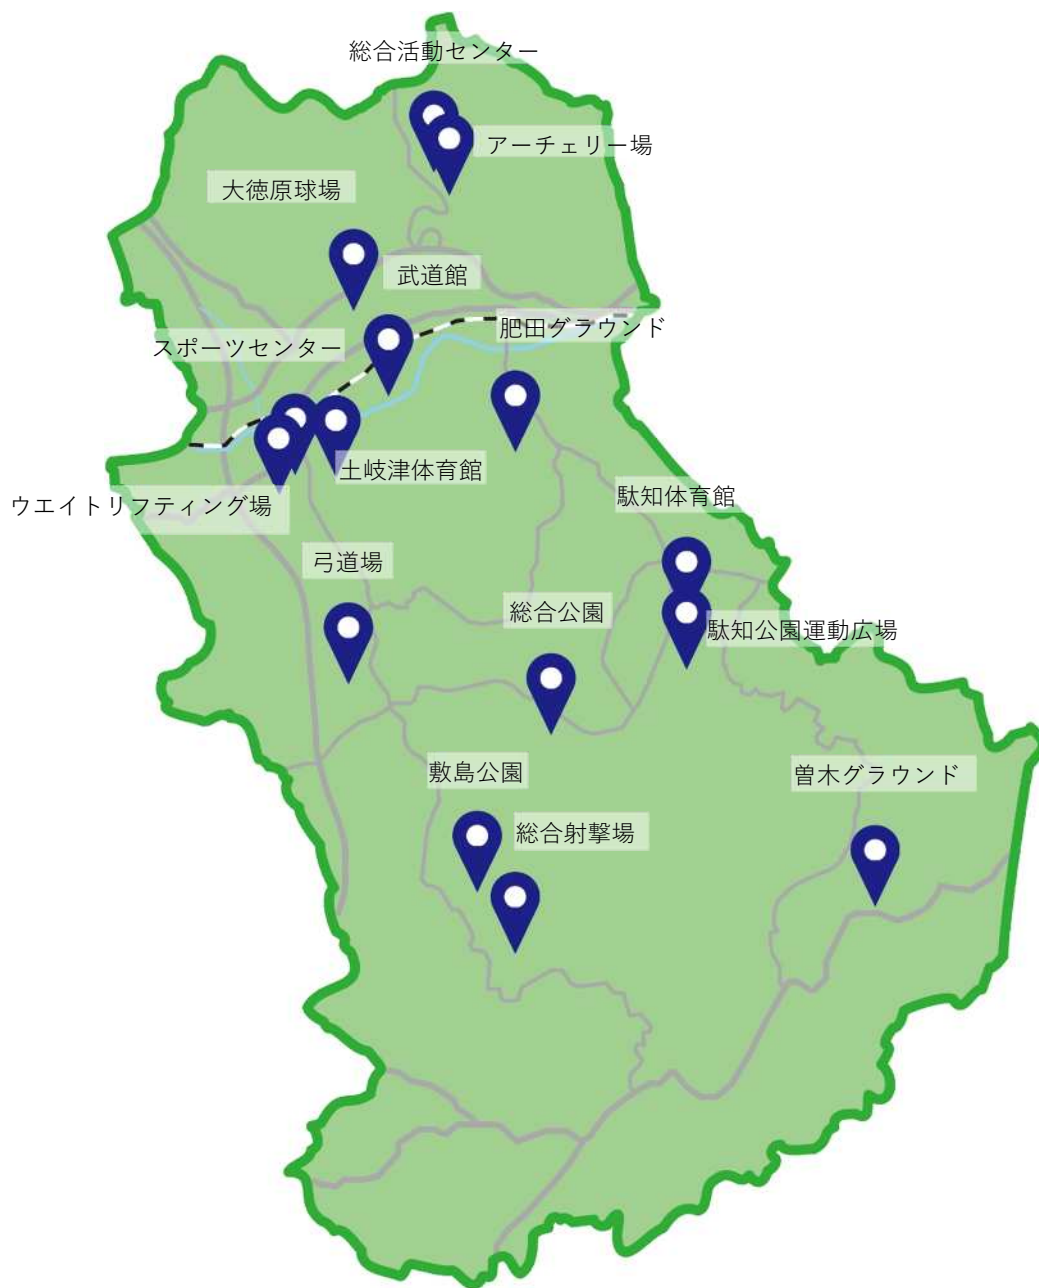 総合活動センター
アーチェリー場
大徳原球場
武道館
肥田グラウンド
スポーツセンター
土岐津体育館
ウエイトリフティング場
駄知体育館
弓道場
総合公園
駄知公園運動広場
敷島公園
曽木グラウンド
総合射撃場